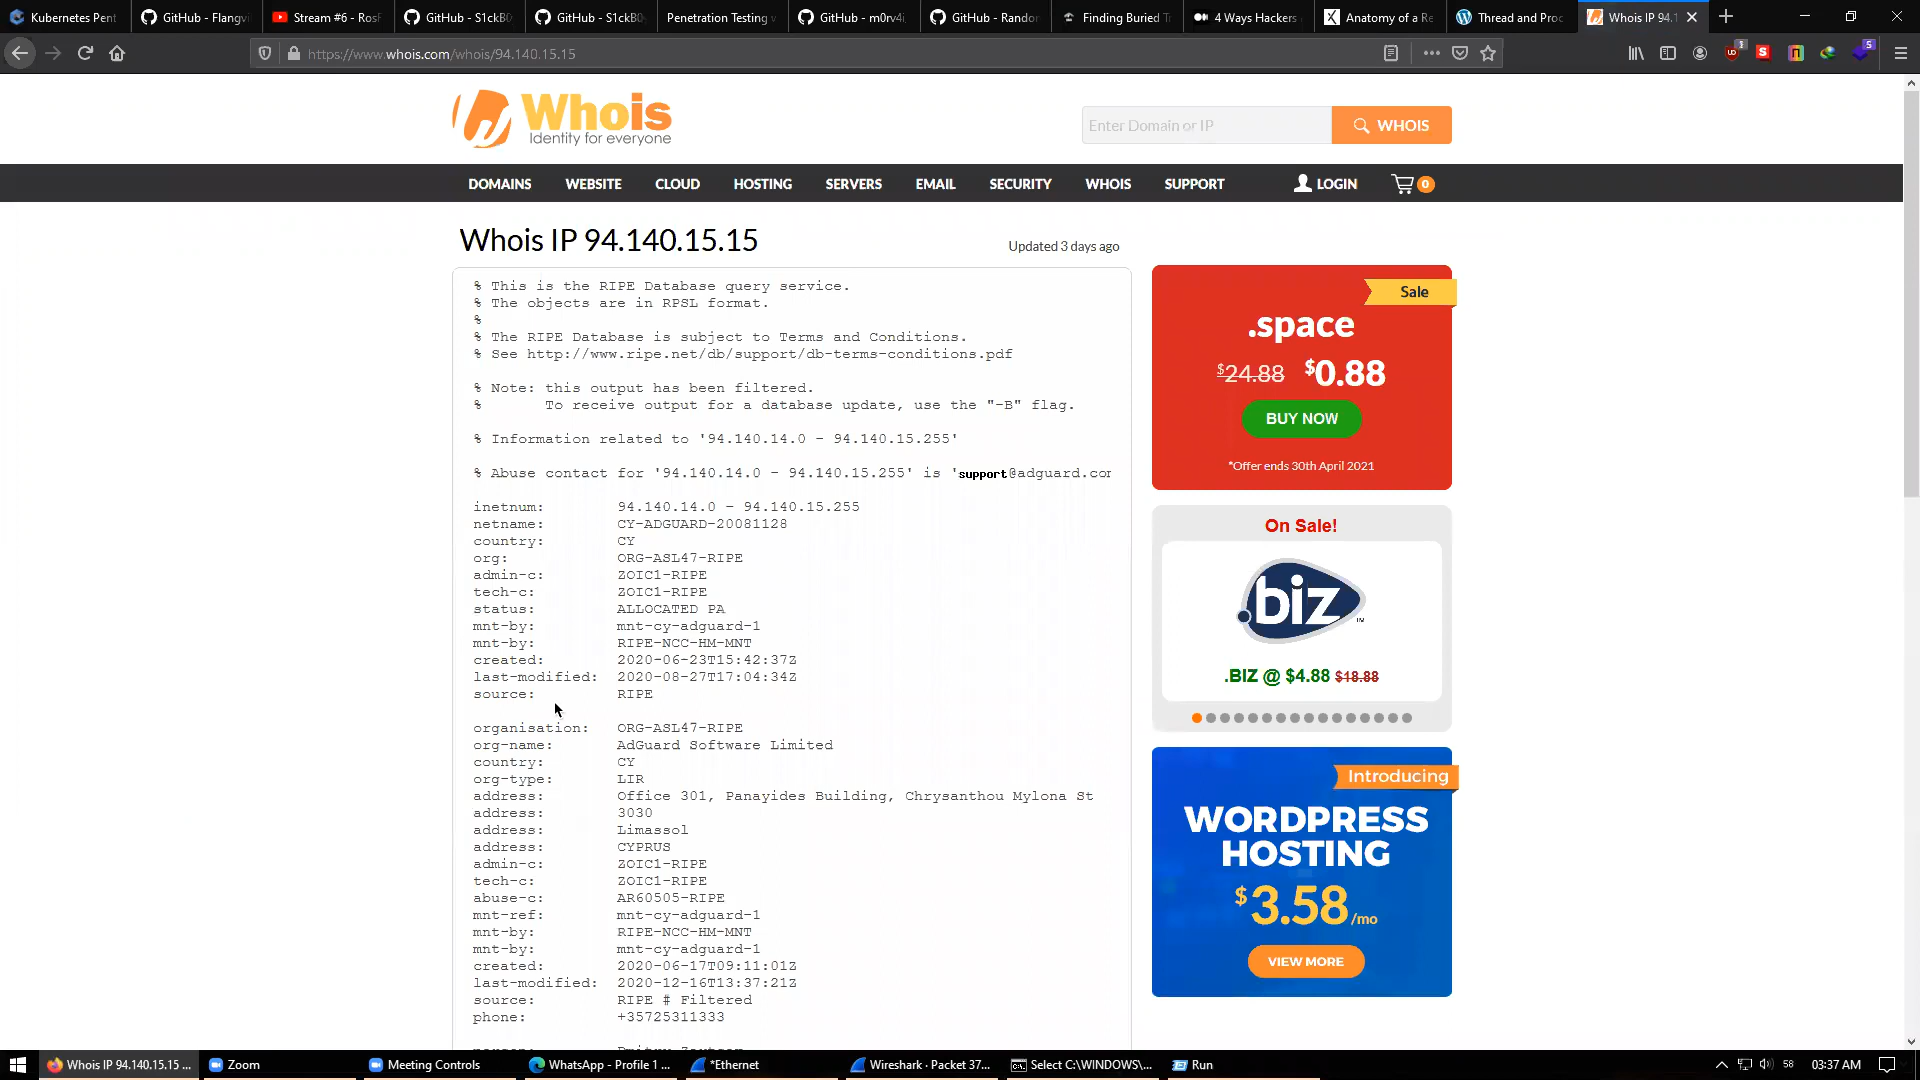 Kubernetes Pent
GitHub - Flangvi
Stream #6 - Rosl
GitHub - S1ckB0
GitHub - S1ckB0
Penetration Testing v
GitHub - m0rv4i
GitHub - Rando
Finding Buried T
4 Ways Hackers
Anatomy of a Re
Thread and Proc
Whois IP 94.1
https://www.whois.com/whois/94.140.15.15
Whois
Identity for everyone
Enter Domain or IP
WHOIS
DOMAINS WEBSITE CLOUD HOSTING SERVERS EMAIL SECURITY WHOIS SUPPORT LOGIN 0
Whois IP 94.140.15.15
Updated 3 days ago
% This is the RIPE Database query service.
% The objects are in RPSL format.
%
% The RIPE Database is subject to Terms and Conditions.
% See http://www.ripe.net/db/support/db-terms-conditions.pdf
% Note: this output has been filtered.
%       To receive output for a database update, use the "-B" flag.
% Information related to '94.140.14.0 - 94.140.15.255'
% Abuse contact for '94.140.14.0 - 94.140.15.255' is 'support@adguard.com
inetnum: 94.140.14.0 - 94.140.15.255
netname: CY-ADGUARD-20081128
country: CY
org: ORG-ASL47-RIPE
admin-c: ZOIC1-RIPE
tech-c: ZOIC1-RIPE
status: ALLOCATED PA
mnt-by: mnt-cy-adguard-1
mnt-by: RIPE-NCC-HM-MNT
created: 2020-06-23T15:42:37Z
last-modified: 2020-08-27T17:04:34Z
source: RIPE
organisation: ORG-ASL47-RIPE
org-name: AdGuard Software Limited
country: CY
org-type: LIR
address: Office 301, Panayides Building, Chrysanthou Mylona St
address: 3030
address: Limassol
address: CYPRUS
admin-c: ZOIC1-RIPE
tech-c: ZOIC1-RIPE
abuse-c: AR60505-RIPE
mnt-ref: mnt-cy-adguard-1
mnt-by: RIPE-NCC-HM-MNT
mnt-by: mnt-cy-adguard-1
created: 2020-06-17T09:11:01Z
last-modified: 2020-12-16T13:37:21Z
source: RIPE # Filtered
phone: +35725311333
Sale
.space
$24.88 $0.88
BUY NOW
*Offer ends 30th April 2021
On Sale!
.biz
.BIZ @ $4.88 $18.88
Introducing
WORDPRESS
HOSTING
$3.58/mo
VIEW MORE
Whois IP 94.140.15.15 ...
Zoom
Meeting Controls
WhatsApp - Profile 1 ...
*Ethernet
Wireshark · Packet 37...
Select C:\WINDOWS\...
Run
58
03:37 AM